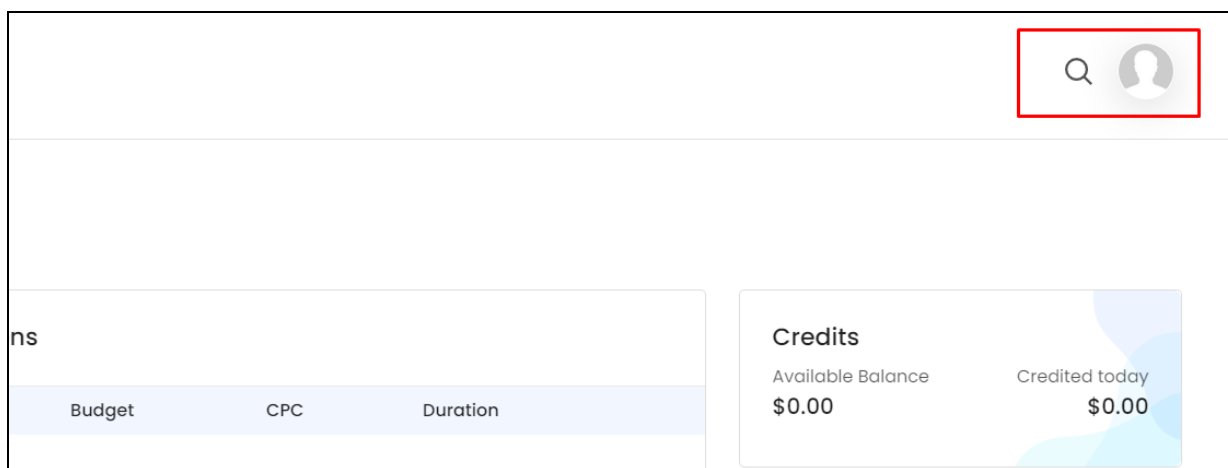 ns
Budget CPC Duration
Credits
Available Balance Credited today
$0.00 $0.00